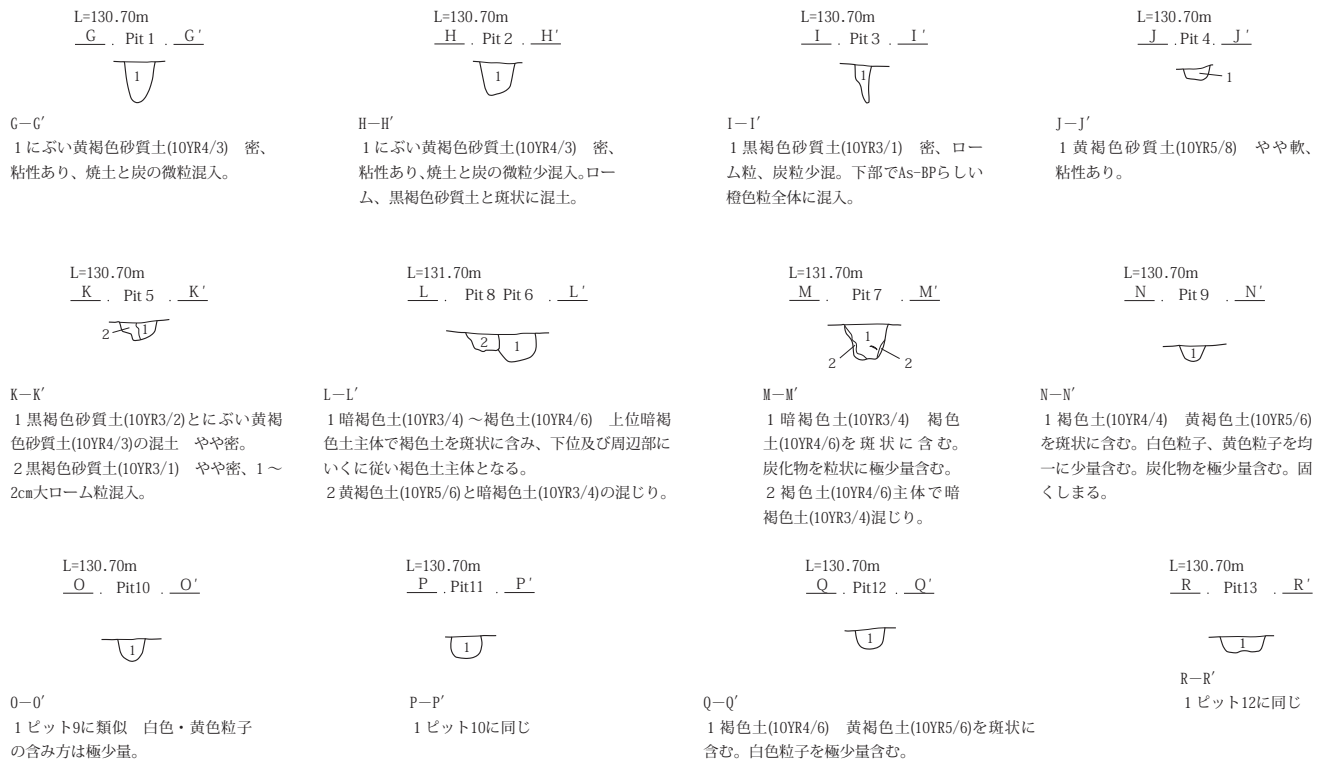 L=130.70m
G . Pit 1 . G′
1
G－G′
１にぶい黄褐色砂質土(10YR4/3)　密、
粘性あり、焼土と炭の微粒混入。
L=130.70m
H . Pit 2 . H′
1
H－H′
１にぶい黄褐色砂質土(10YR4/3)　密、
粘性あり、焼土と炭の微粒少混入。ロー
ム、黒褐色砂質土と斑状に混土。
L=130.70m
I . Pit 3 . I′
1
I－I′
１黒褐色砂質土(10YR3/1)　密、ロー
ム粒、炭粒少混。下部でAs-BPらしい
橙色粒全体に混入。
L=130.70m
J . Pit 4 . J′
1
J－J′
１黄褐色砂質土(10YR5/8)　やや軟、
粘性あり。
L=130.70m
K . Pit 5 . K′
2 1
K－K′
１黒褐色砂質土(10YR3/2)とにぶい黄褐
色砂質土(10YR4/3)の混土　やや密。
２黒褐色砂質土(10YR3/1)　やや密、1～
2cm大ローム粒混入。
L=131.70m
L . Pit 8 Pit 6 . L′
2 1
L－L′
１暗褐色土(10YR3/4)～褐色土(10YR4/6)　上位暗褐
色土主体で褐色土を斑状に含み、下位及び周辺部に
いくに従い褐色土主体となる。
２黄褐色土(10YR5/6)と暗褐色土(10YR3/4)の混じり。
L=131.70m
M . Pit 7 . M′
1
2 2
M－M′
１暗褐色土(10YR3/4)　褐色
土(10YR4/6)を斑状に含む。
炭化物を粒状に極少量含む。
２褐色土(10YR4/6)主体で暗
褐色土(10YR3/4)混じり。
L=130.70m
N . Pit 9 . N′
1
N－N′
１褐色土(10YR4/4)　黄褐色土(10YR5/6)
を斑状に含む。白色粒子、黄色粒子を均
一に少量含む。炭化物を極少量含む。固
くしまる。
L=130.70m
O . Pit10 . O′
1
O－O′
１ピット9に類似　白色・黄色粒子
の含み方は極少量。
L=130.70m
P . Pit11 . P′
1
P－P′
１ピット10に同じ
L=130.70m
Q . Pit12 . Q′
1
Q－Q′
１褐色土(10YR4/6)　黄褐色土(10YR5/6)を斑状に
含む。白色粒子を極少量含む。
L=130.70m
R . Pit13 . R′
1
R－R′
１ピット12に同じ